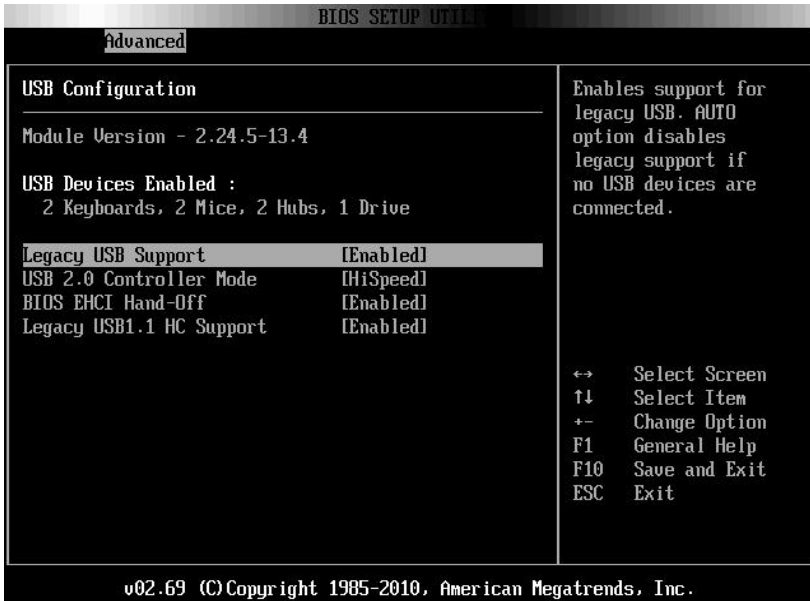 BIOS SETUP UTIL
Advanced
USB Configuration
Module Version - 2.24.5-13.4
USB Devices Enabled :
2 Keyboards, 2 Mice, 2 Hubs, 1 Drive
Legacy USB Support [Enabled]
USB 2.0 Controller Mode [HiSpeed]
BIOS EHCI Hand-Off [Enabled]
Legacy USB1.1 HC Support [Enabled]
Enables support for
legacy USB. AUTO
option disables
legacy support if
no USB devices are
connected.
↔ Select Screen
↑↓ Select Item
+- Change Option
F1 General Help
F10 Save and Exit
ESC Exit
v02.69 (C)Copyright 1985-2010, American Megatrends, Inc.